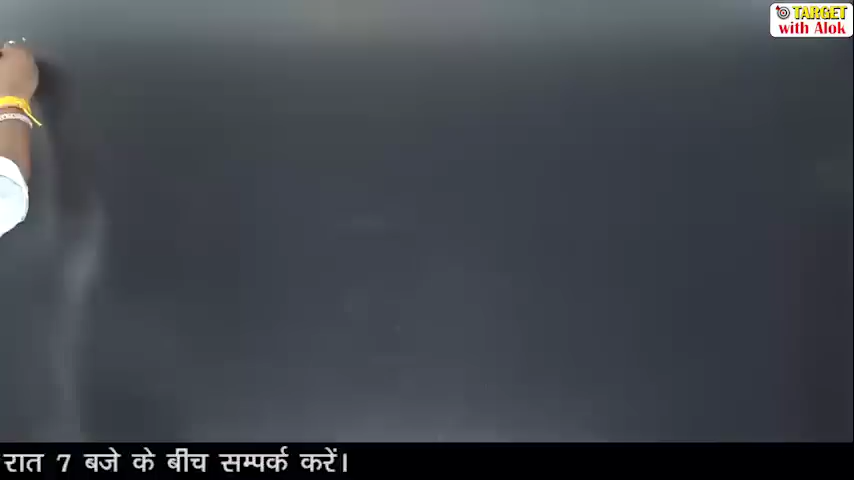 TARGET
with Alok
रात 7 बजे के बीच सम्पर्क करें।